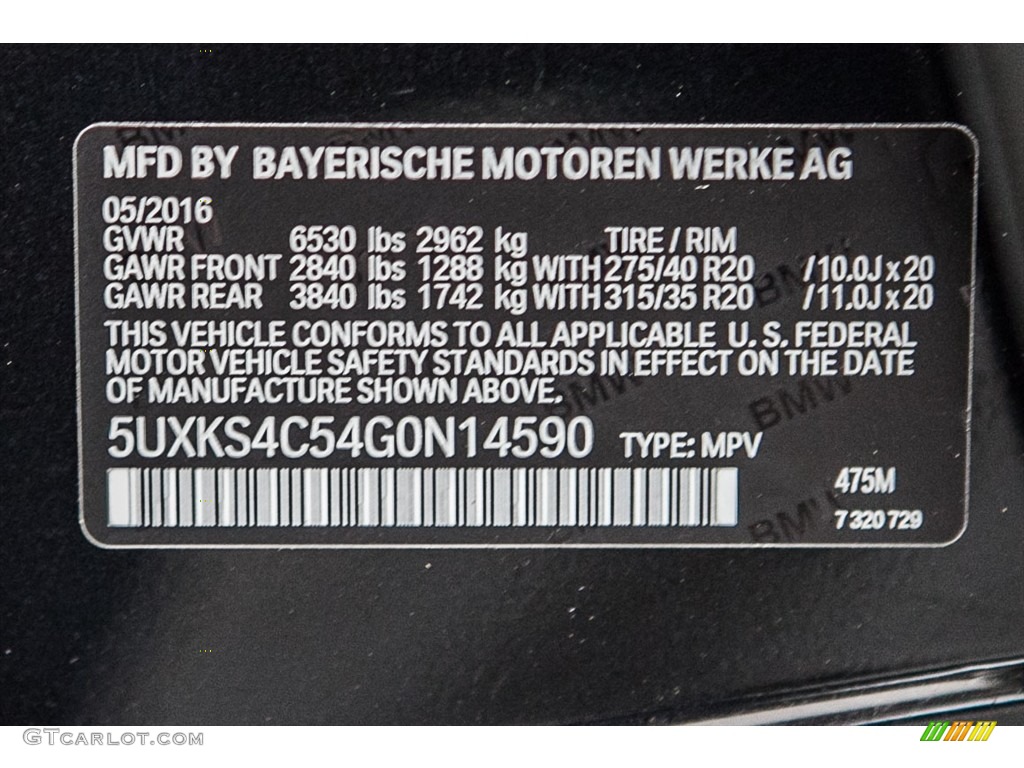 MFD BY BAYERISCHE MOTOREN WERKE AG
05/2016
GVWR 6530 lbs 2962 kg TIRE / RIM
GAWR FRONT 2840 lbs 1288 kg WITH 275/40 R20 /10.0J x 20
GAWR REAR 3840 lbs 1742 kg WITH 315/35 R20 /11.0J x 20
THIS VEHICLE CONFORMS TO ALL APPLICABLE U. S. FEDERAL
MOTOR VEHICLE SAFETY STANDARDS IN EFFECT ON THE DATE
OF MANUFACTURE SHOWN ABOVE.
BMW BMW
5UXKS4C54G0N14590 TYPE: MPV
475M
BMW
7 320 729
GTCARLOT.COM